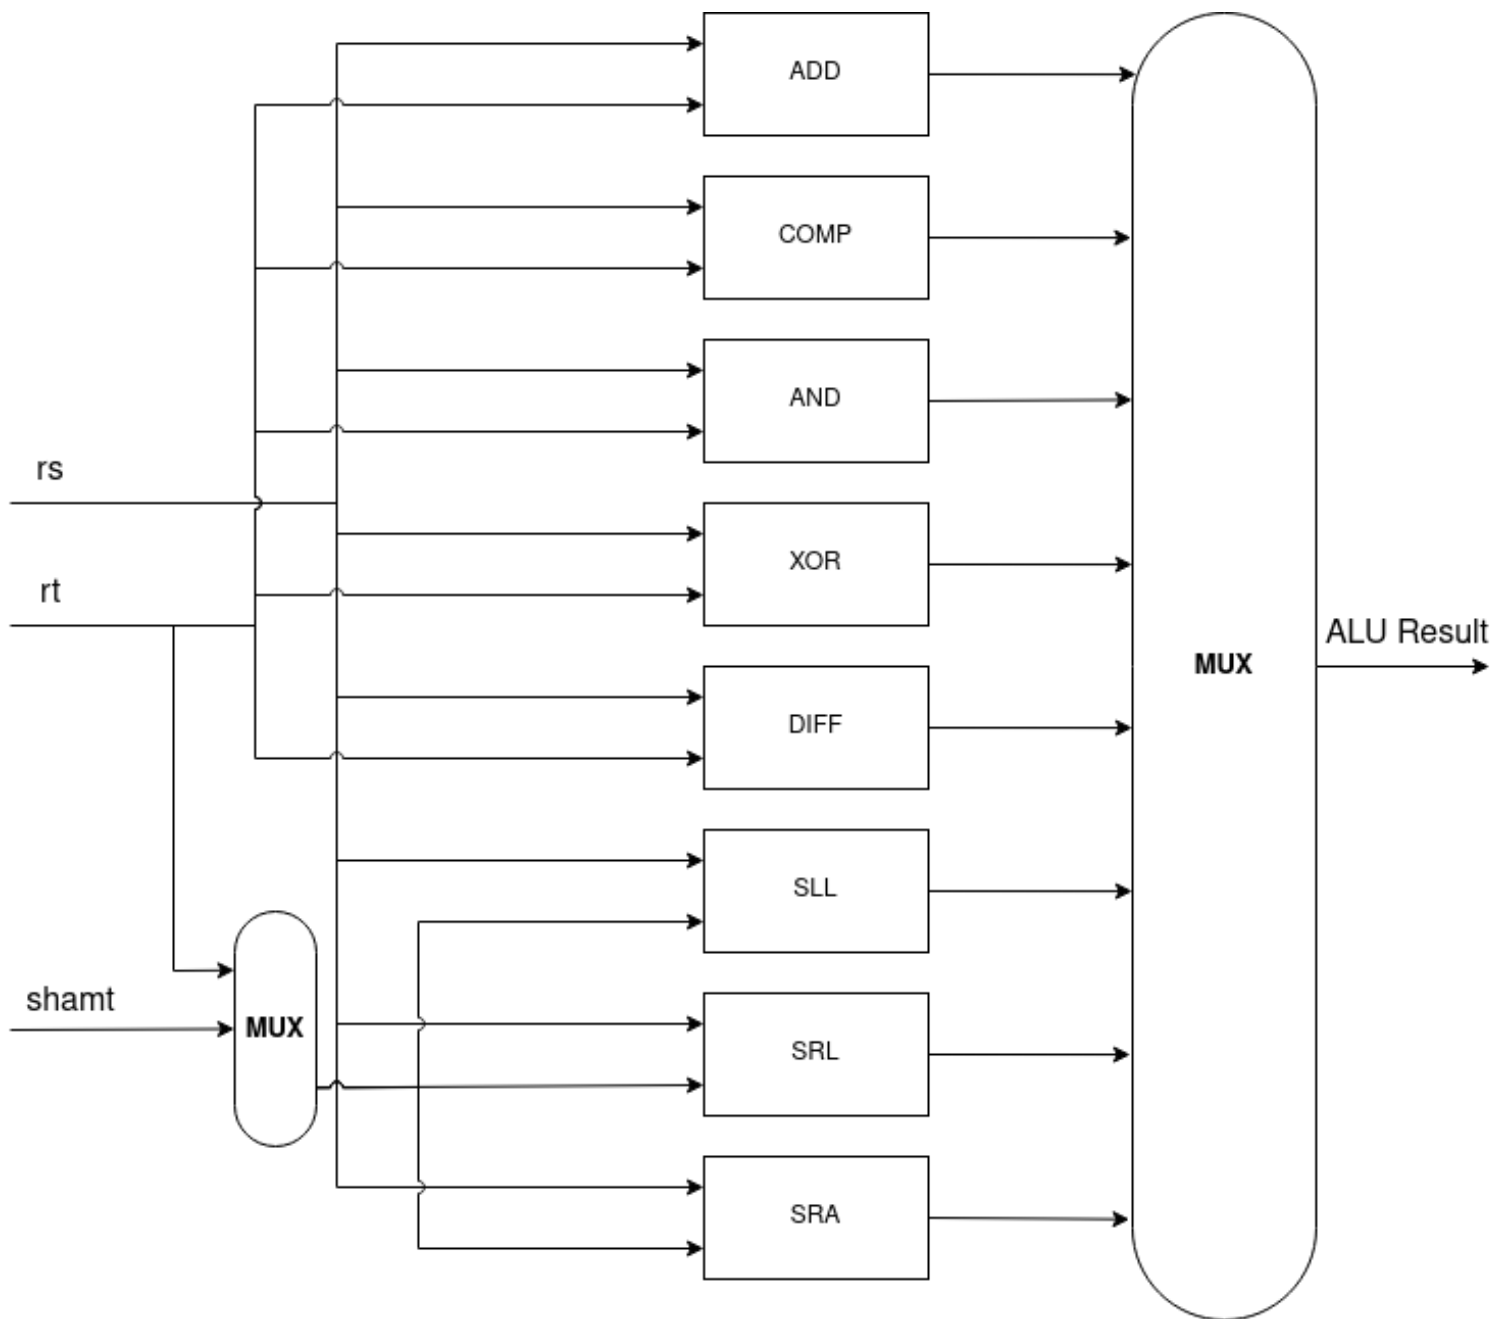 ADD
COMP
AND
rs
XOR
rt
ALU Result
MUX
DIFF
SLL
shamt
MUX
SRL
SRA